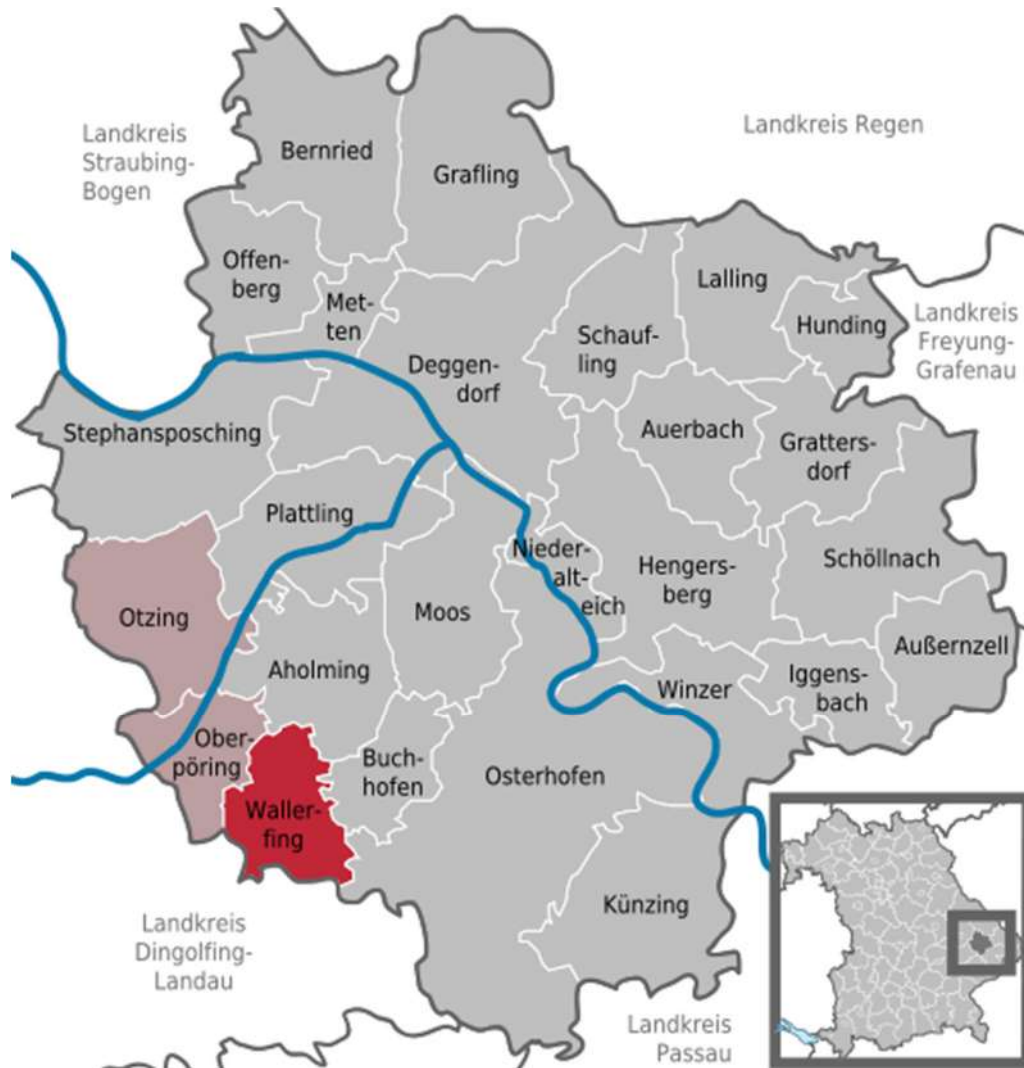 Landkreis
Straubing-
Bogen
Landkreis Regen
Bernried
Grafling
Offen-
berg
Met-
ten
Lalling
Hunding
Landkreis
Freyung-
Grafenau
Schauf-
ling
Deggen-
dorf
Stephansposching
Auerbach
Gratters-
dorf
Plattling
Nieder-
alt-
eich
Hengers-
berg
Schöllnach
Otzing
Moos
Außernzell
Aholming
Iggens-
bach
Winzer
Ober-
pöring
Buch-
hofen
Osterhofen
Waller-
fing
Künzing
Landkreis
Dingolfing-
Landau
Landkreis
Passau